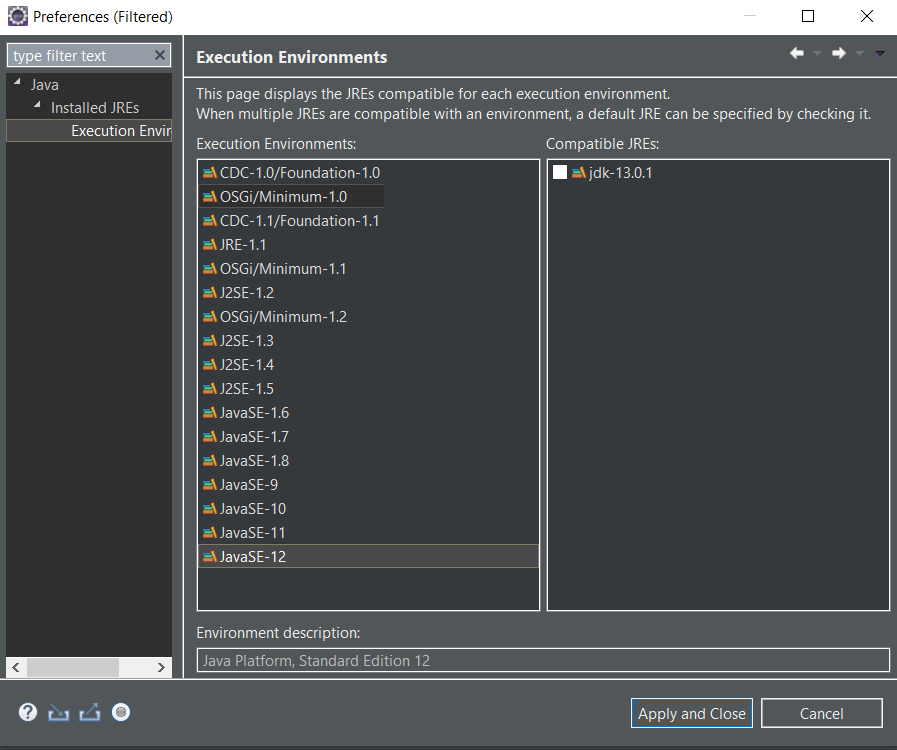 Preferences (Filtered)
type filter text
Java
Installed JREs
Execution Envir
Execution Environments
This page displays the JREs compatible for each execution environment.
When multiple JREs are compatible with an environment, a default JRE can be specified by checking it.
Execution Environments:
CDC-1.0/Foundation-1.0
OSGi/Minimum-1.0
CDC-1.1/Foundation-1.1
JRE-1.1
OSGi/Minimum-1.1
J2SE-1.2
OSGi/Minimum-1.2
J2SE-1.3
J2SE-1.4
J2SE-1.5
JavaSE-1.6
JavaSE-1.7
JavaSE-1.8
JavaSE-9
JavaSE-10
JavaSE-11
JavaSE-12
Compatible JREs:
jdk-13.0.1
Environment description:
Java Platform, Standard Edition 12
Apply and Close
Cancel